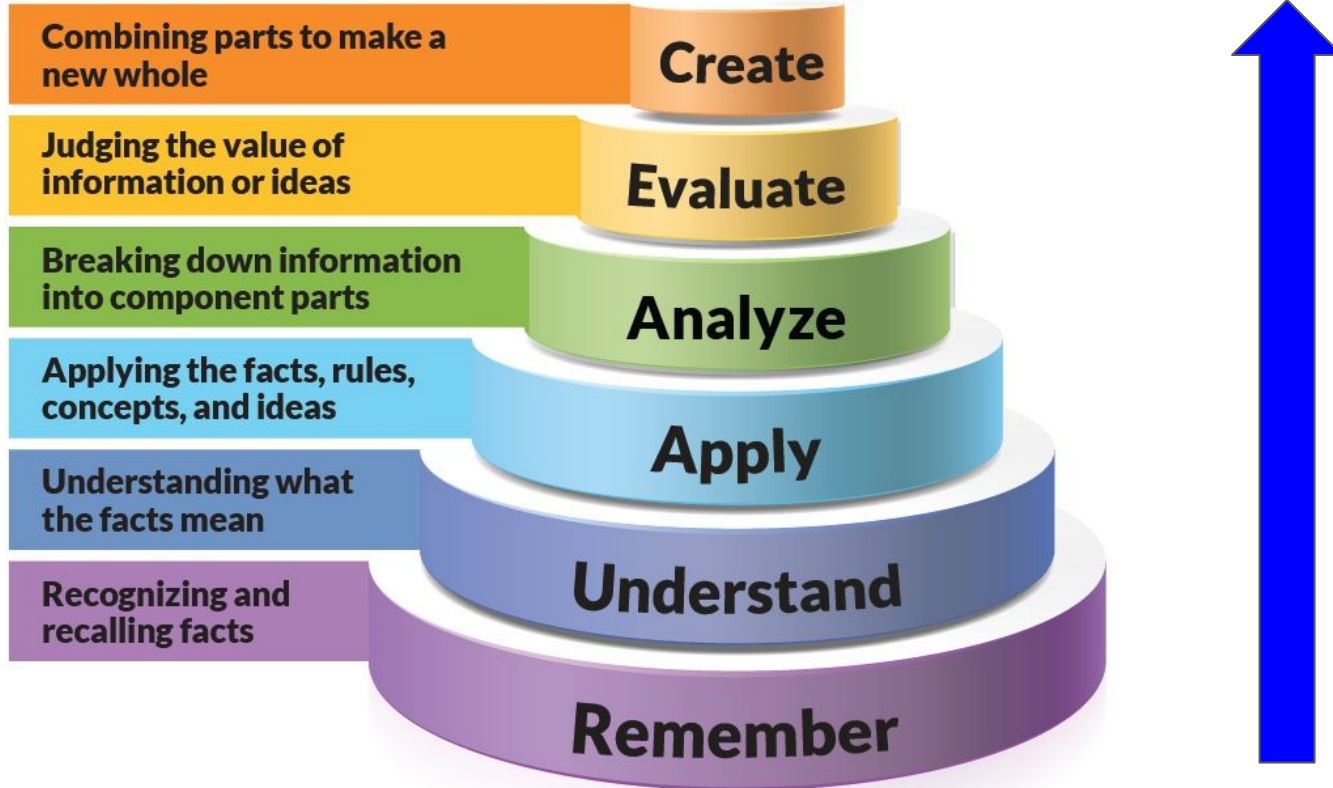 Combining parts to make a
new whole
Create
Judging the value of
information or ideas
Evaluate
Breaking down information
into component parts
Analyze
Applying the facts, rules,
concepts, and ideas
Apply
Understanding what
the facts mean
Understand
Recognizing and
recalling facts
Remember